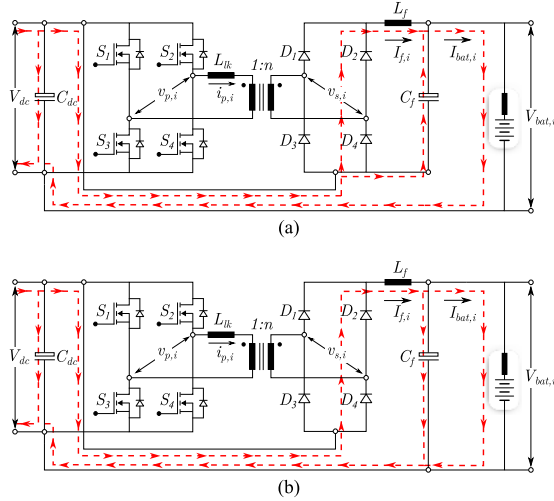 L_f
S_1
S_2
L_lk
1:n
D_1
D_2
I_f,i
I_bat,i
V_dc
C_dc
v_p,i
i_p,i
v_s,i
C_f
V_bat,i
S_3
S_4
D_3
D_4
(a)
L_f
S_1
S_2
L_lk
1:n
D_1
D_2
I_f,i
I_bat,i
V_dc
C_dc
v_p,i
i_p,i
v_s,i
C_f
V_bat,i
S_3
S_4
D_3
D_4
(b)